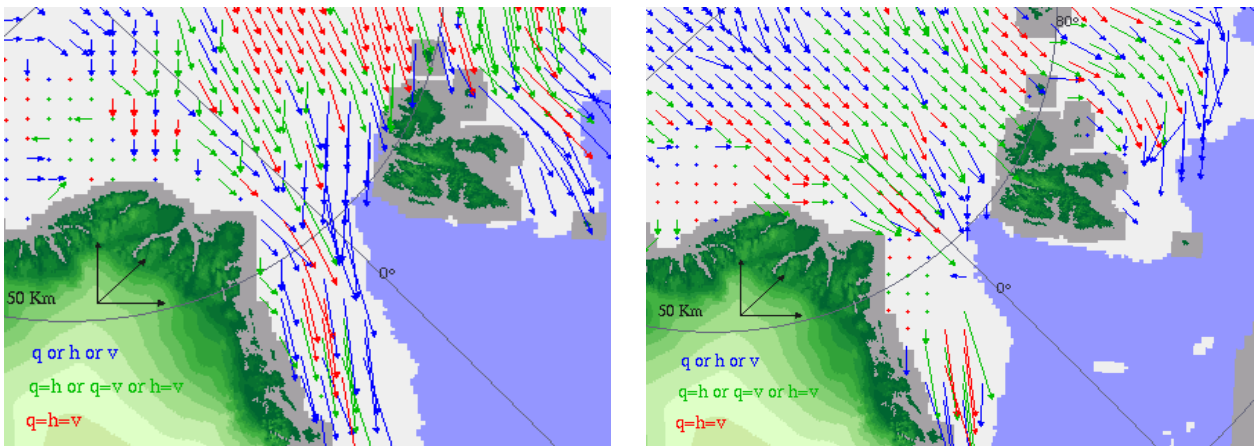 0°
50 Km
q or h or v
q=h or q=v or h=v
q=h=v
80°
0°
50 Km
q or h or v
q=h or q=v or h=v
q=h=v